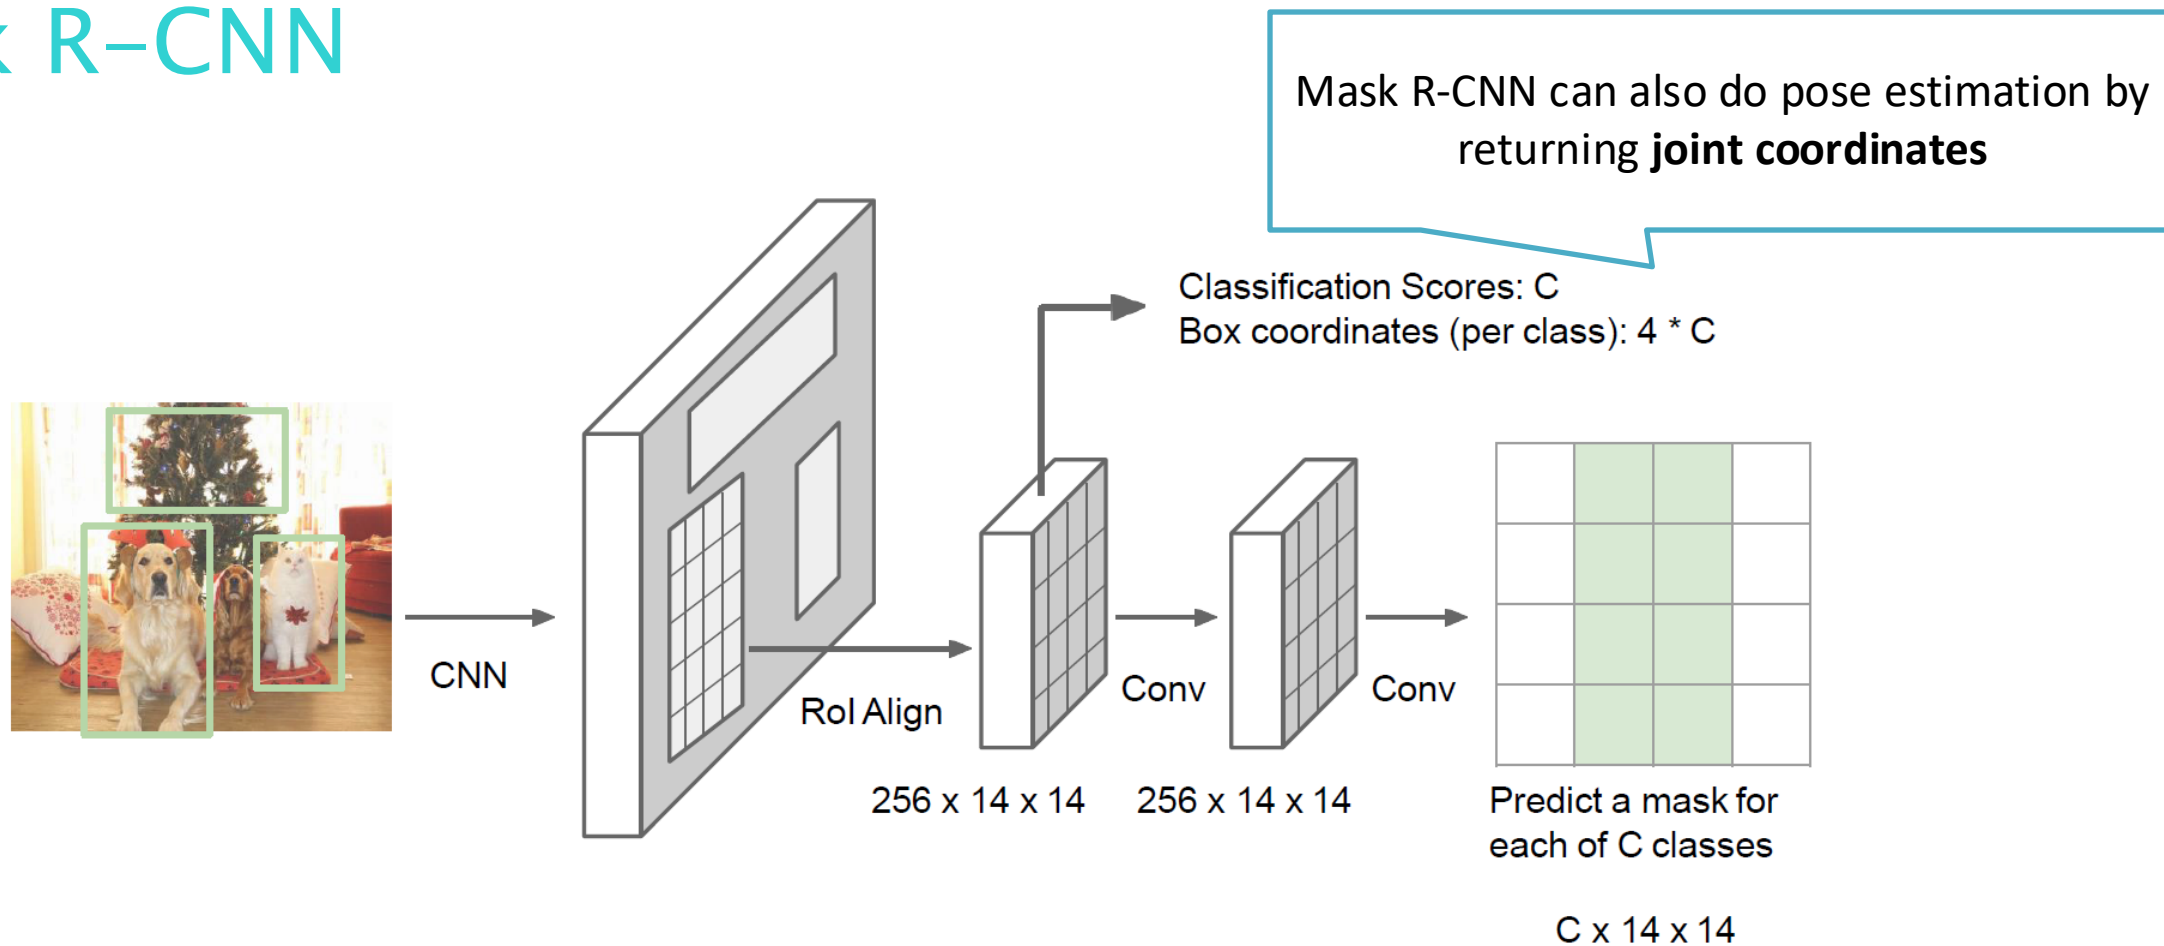 R-CNN
Mask R-CNN can also do pose estimation by
returning joint coordinates
Classification Scores: C
Box coordinates (per class): 4 * C
CNN
RoI Align
Conv
Conv
256 x 14 x 14
256 x 14 x 14
Predict a mask for
each of C classes
C x 14 x 14